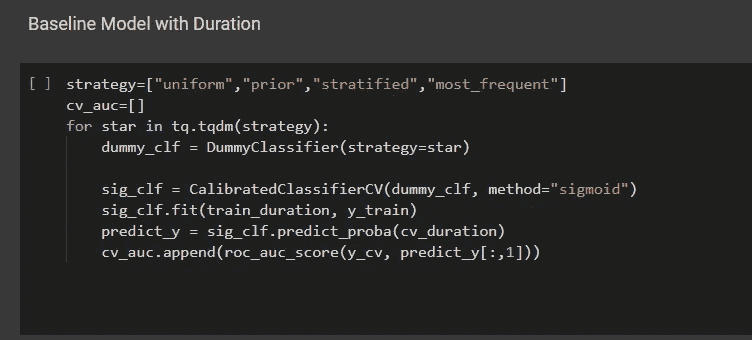 Baseline Model with Duration
[ ] strategy=["uniform","prior","stratified","most_frequent"]
cv_auc=[]
for star in tq.tqdm(strategy):
dummy_clf = DummyClassifier(strategy=star)
sig_clf = CalibratedClassifierCV(dummy_clf, method="sigmoid")
sig_clf.fit(train_duration, y_train)
predict_y = sig_clf.predict_proba(cv_duration)
cv_auc.append(roc_auc_score(y_cv, predict_y[:,1]))